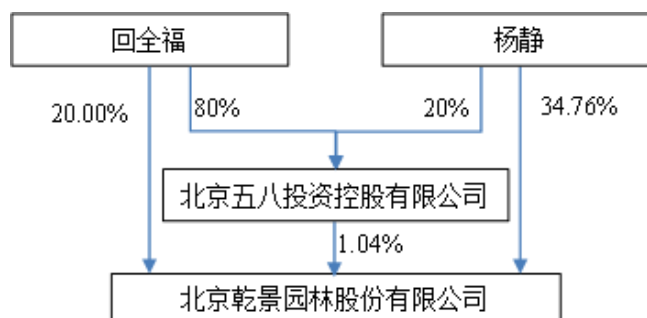 回全福
杨静
20.00%
80%
20%
34.76%
北京五八投资控股有限公司
1.04%
北京乾景园林股份有限公司